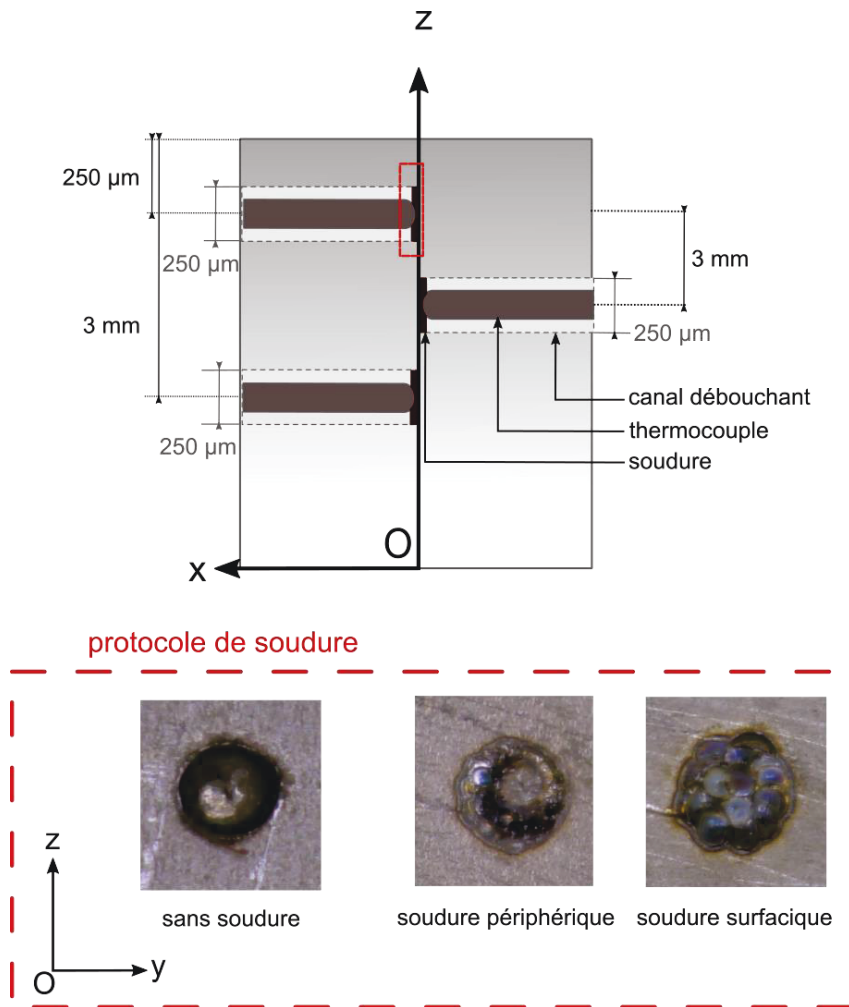 z
250 µm
250 µm
3 mm
3 mm
250 µm
250 µm
canal débouchant
thermocouple
soudure
O
x
protocole de soudure
z
O
y
sans soudure
soudure périphérique
soudure surfacique